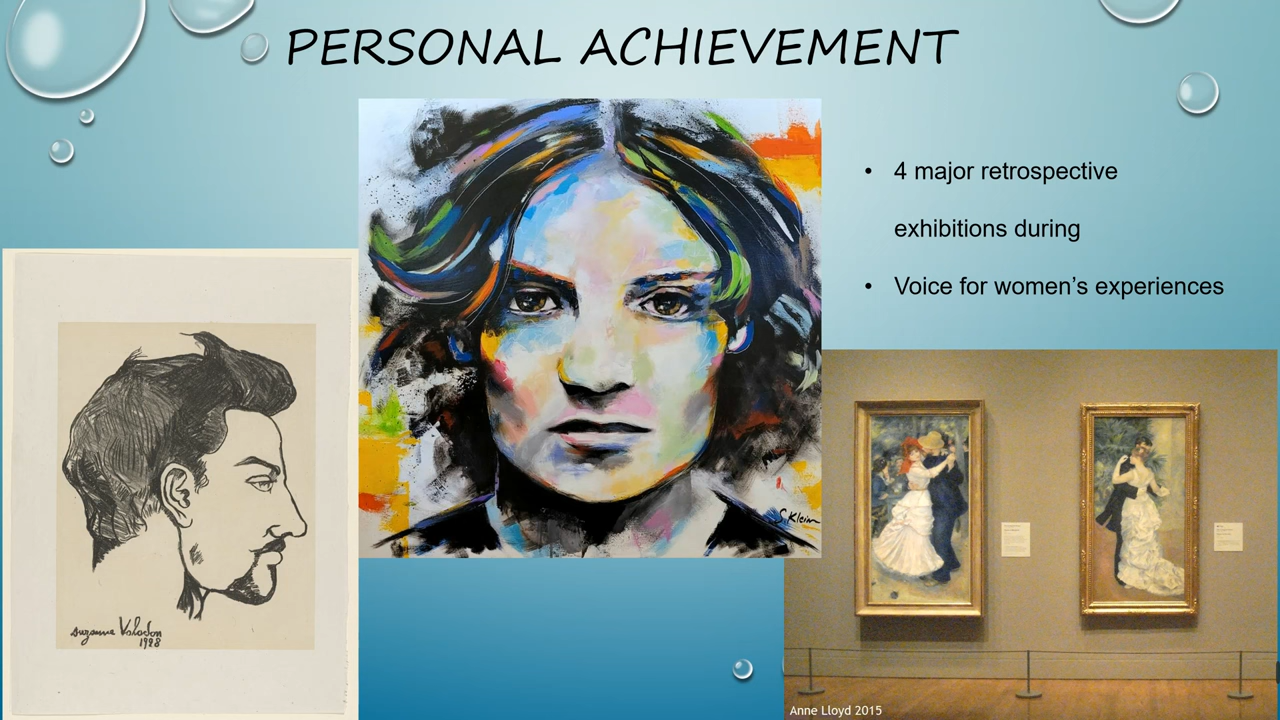 PERSONAL ACHIEVEMENT
• 4 major retrospective
exhibitions during
• Voice for women’s experiences
S. Klein
Suzanne Valadon
1928
Anne Lloyd 2015